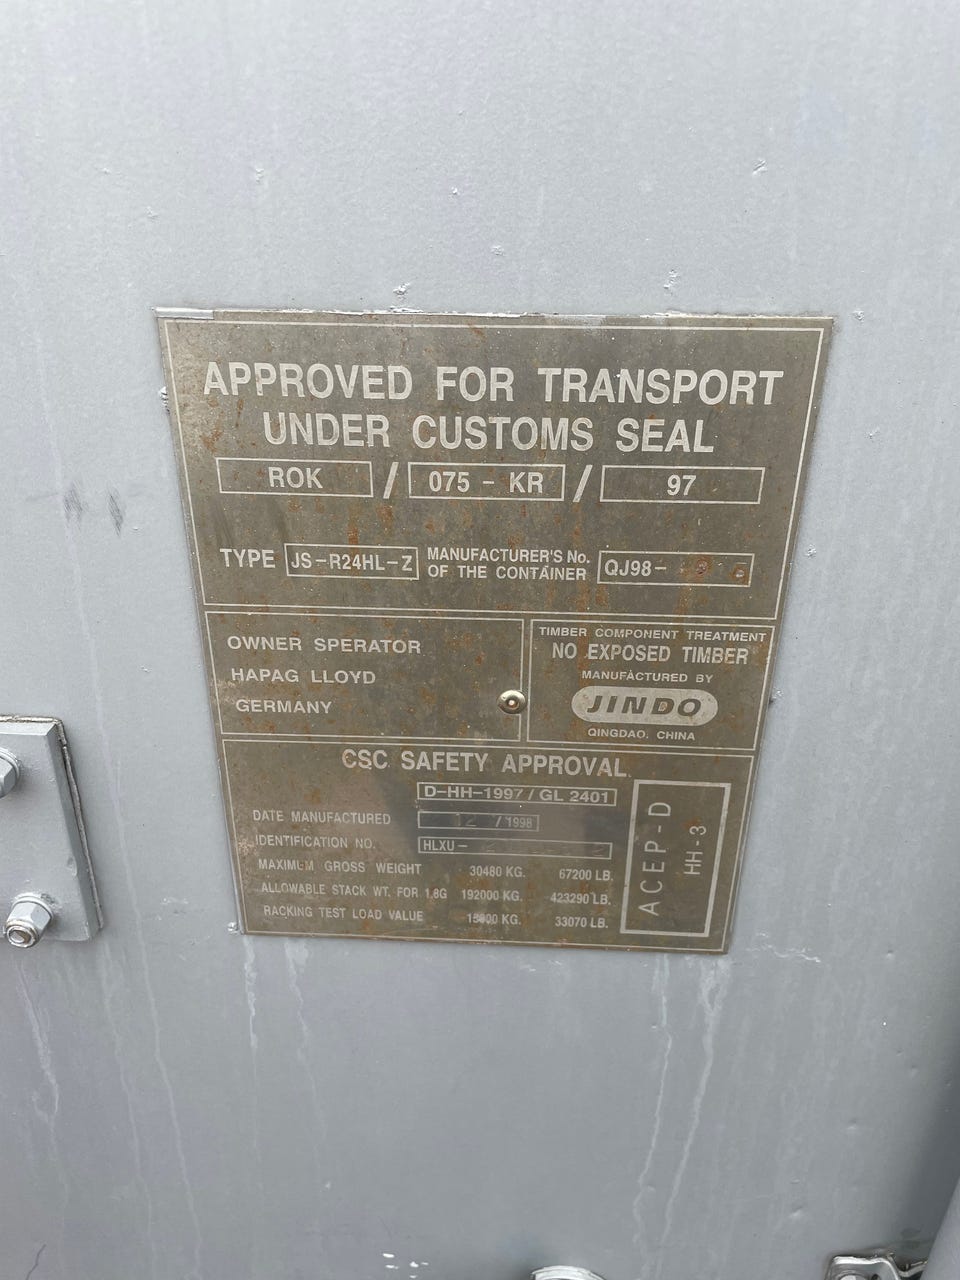 APPROVED FOR TRANSPORT
UNDER CUSTOMS SEAL
ROK / 075 - KR / 97
TYPE JS-R24HL-Z MANUFACTURER'S No. OF THE CONTAINER QJ98-
OWNER SPERATOR
HAPAG LLOYD
GERMANY
TIMBER COMPONENT TREATMENT
NO EXPOSED TIMBER
MANUFACTURED BY
JINDO
QINGDAO. CHINA
CSC SAFETY APPROVAL
D-HH-1997 / GL 2401
DATE MANUFACTURED 12 / 1998
IDENTIFICATION NO. HLXU-
MAXIMUM GROSS WEIGHT 30480 KG. 67200 LB.
ALLOWABLE STACK WT. FOR 1.8G 192000 KG. 423290 LB.
RACKING TEST LOAD VALUE KG. 33070 LB.
ACEP-D
HH-3